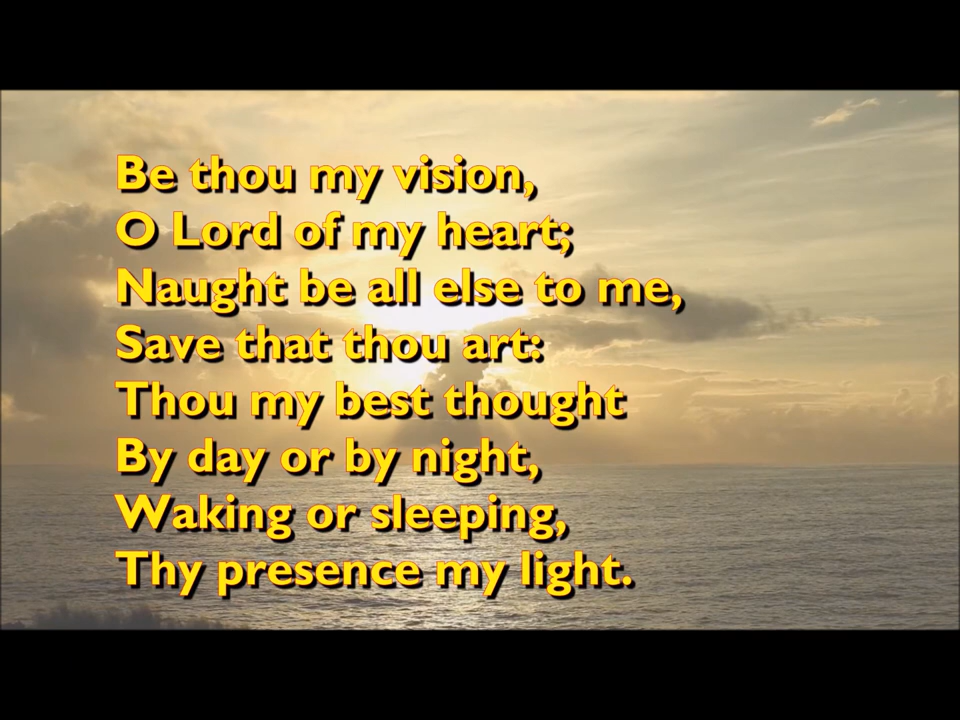 Be thou my vision,
O Lord of my heart;
Naught be all else to me,
Save that thou art:
Thou my best thought
By day or by night,
Waking or sleeping,
Thy presence my light.